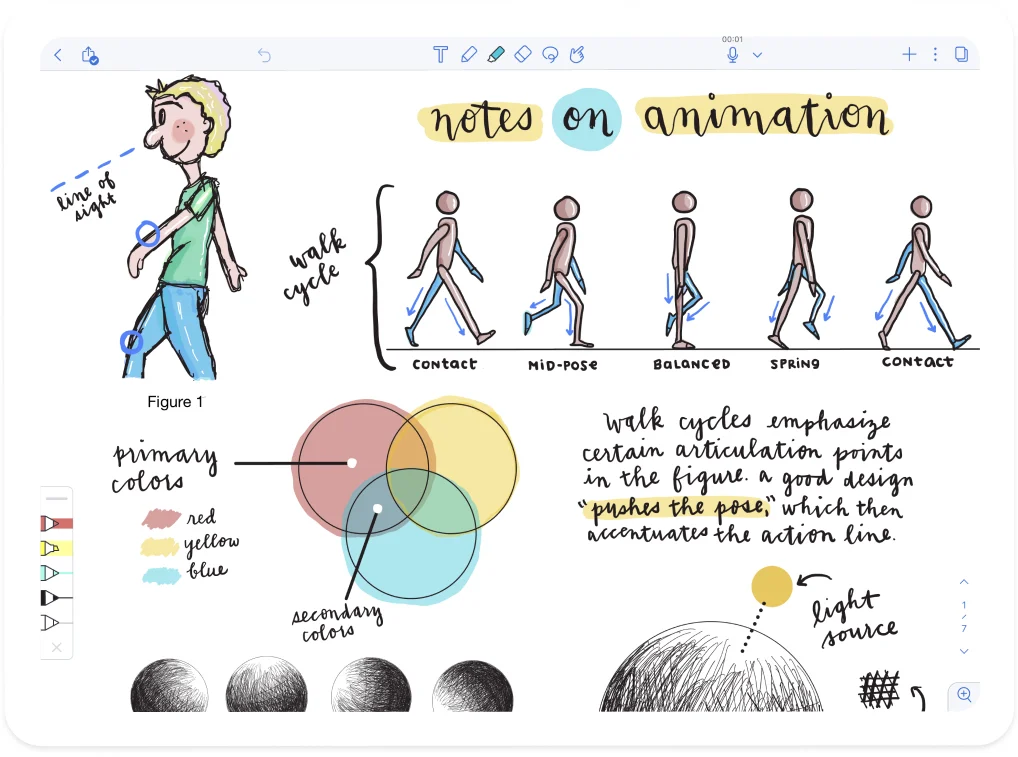 00:01
T
notes on animation
line of
sight
walk
cycle
CONTACT MID-POSE BALANCED SPRING CONTACT
Figure 1
primary
colors
red
yellow
blue
secondary
colors
walk cycles emphasize
certain articulation points
in the figure. a good design
"pushes the pose," which then
accentuates the action line.
light
source
1
/
7